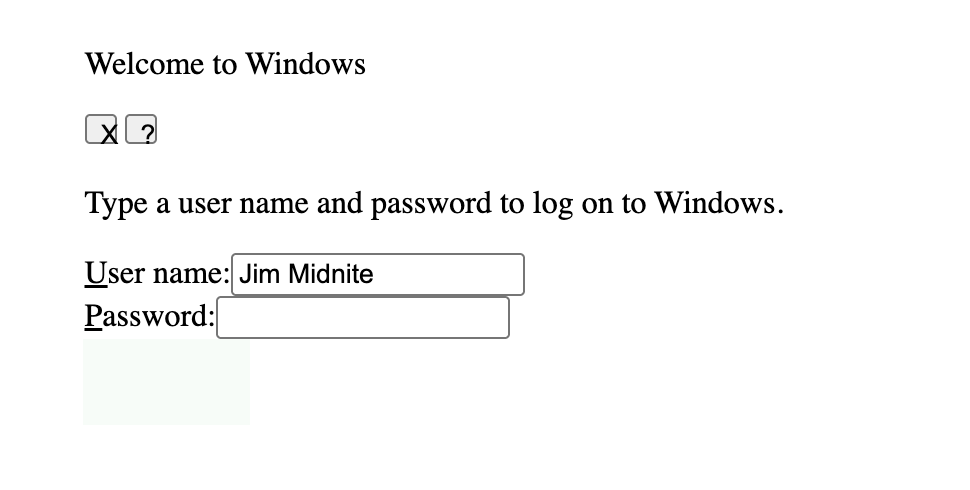 Welcome to Windows
X ?
Type a user name and password to log on to Windows.
User name: Jim Midnite
Password: